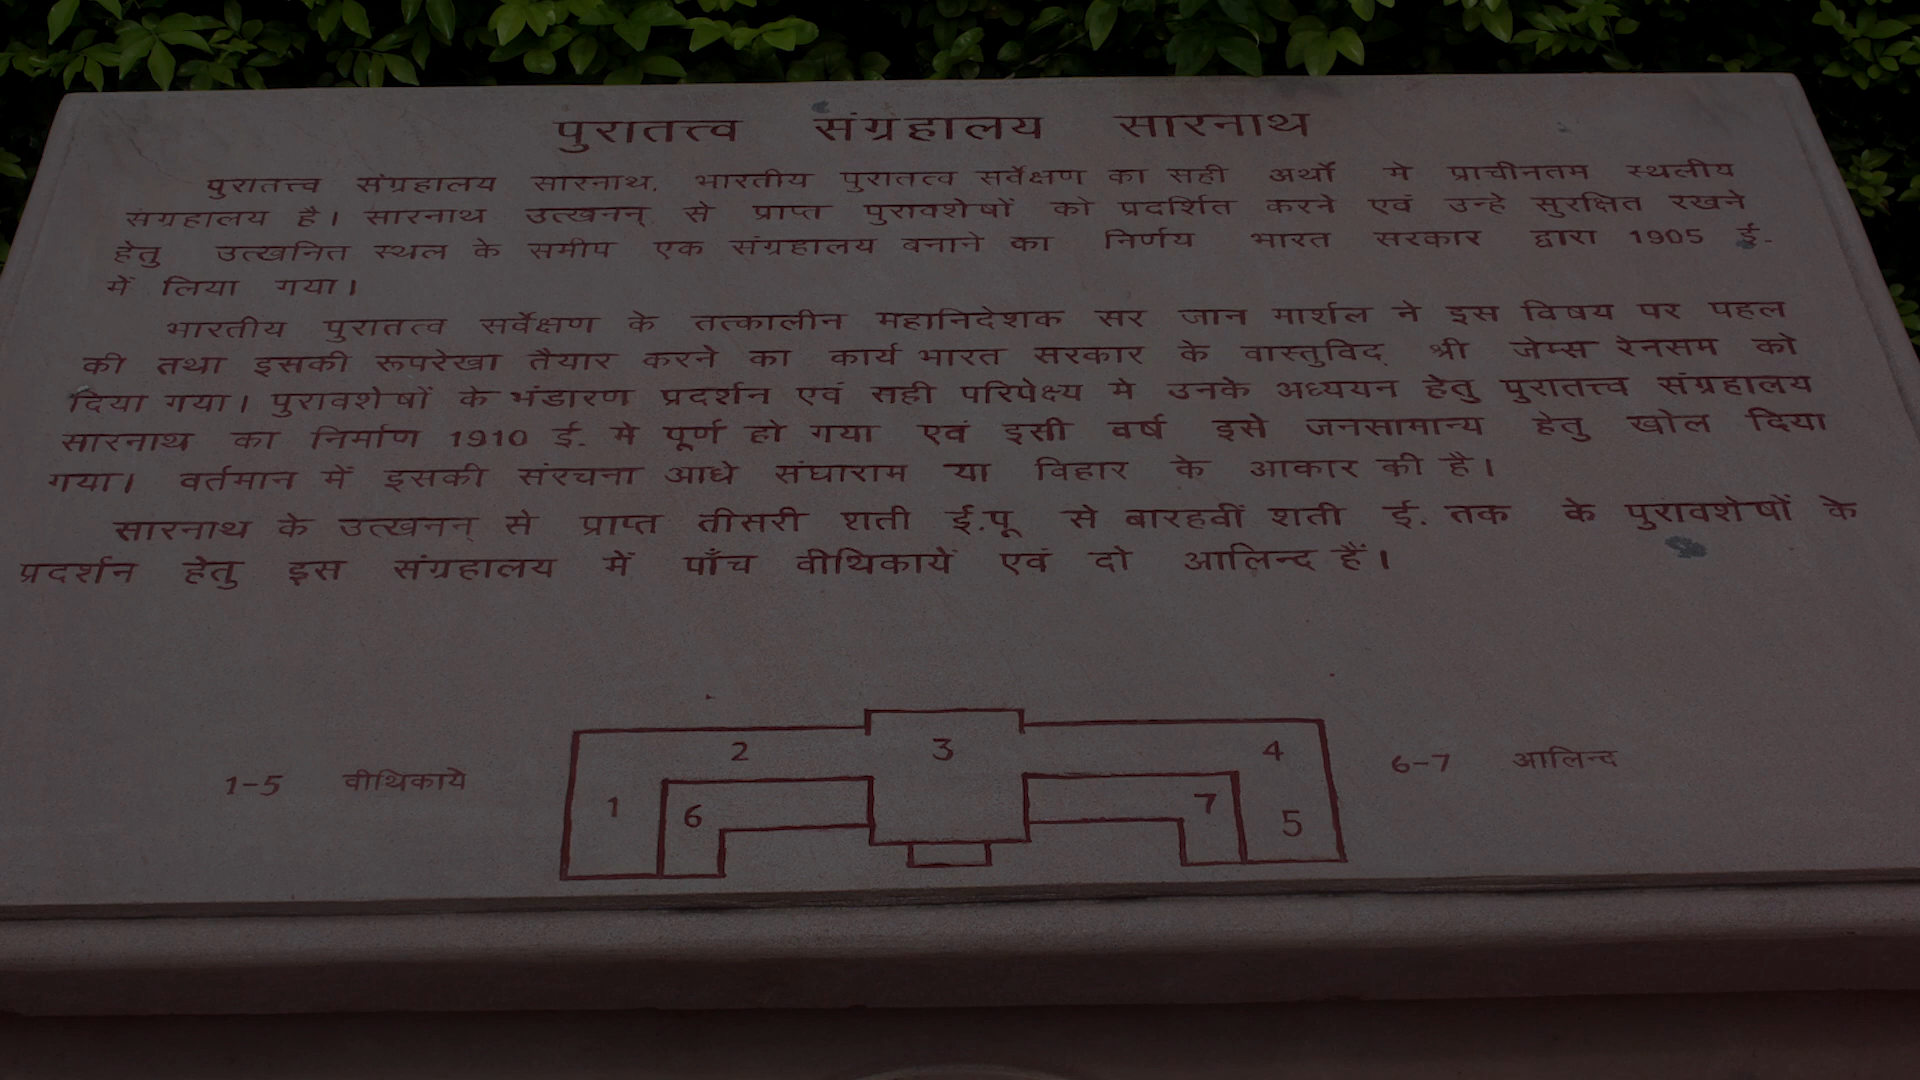 पुरातत्त्व संग्रहालय सारनाथ
पुरातत्त्व संग्रहालय सारनाथ, भारतीय पुरातत्व सर्वेक्षण का सही अर्थों मे प्राचीनतम स्थलीय
संग्रहालय है। सारनाथ उत्खनन् से प्राप्त पुरावशेषों को प्रदर्शित करने एवं उन्हे सुरक्षित रखने
हेतु उत्खनित स्थल के समीप एक संग्रहालय बनाने का निर्णय भारत सरकार द्वारा 1905 ई.
में लिया गया।
भारतीय पुरातत्व सर्वेक्षण के तत्कालीन महानिदेशक सर जान मार्शल ने इस विषय पर पहल
की तथा इसकी रूपरेखा तैयार करने का कार्य भारत सरकार के वास्तुविद् श्री जेम्स रेनसम को
दिया गया। पुरावशेषों के भंडारण प्रदर्शन एवं सही परिपेक्ष्य मे उनके अध्ययन हेतु पुरातत्त्व संग्रहालय
सारनाथ का निर्माण 1910 ई. मे पूर्ण हो गया एवं इसी वर्ष इसे जनसामान्य हेतु खोल दिया
गया। वर्तमान में इसकी संरचना आधे संघाराम या विहार के आकार की है।
सारनाथ के उत्खनन् से प्राप्त तीसरी शती ई.पू से बारहवीं शती ई. तक के पुरावशेषों के
प्रदर्शन हेतु इस संग्रहालय में पाँच वीथिकायें एवं दो आलिन्द हैं।
1-5 वीथिकाये
1
2
3
4
5
6
7
6-7 आलिन्द